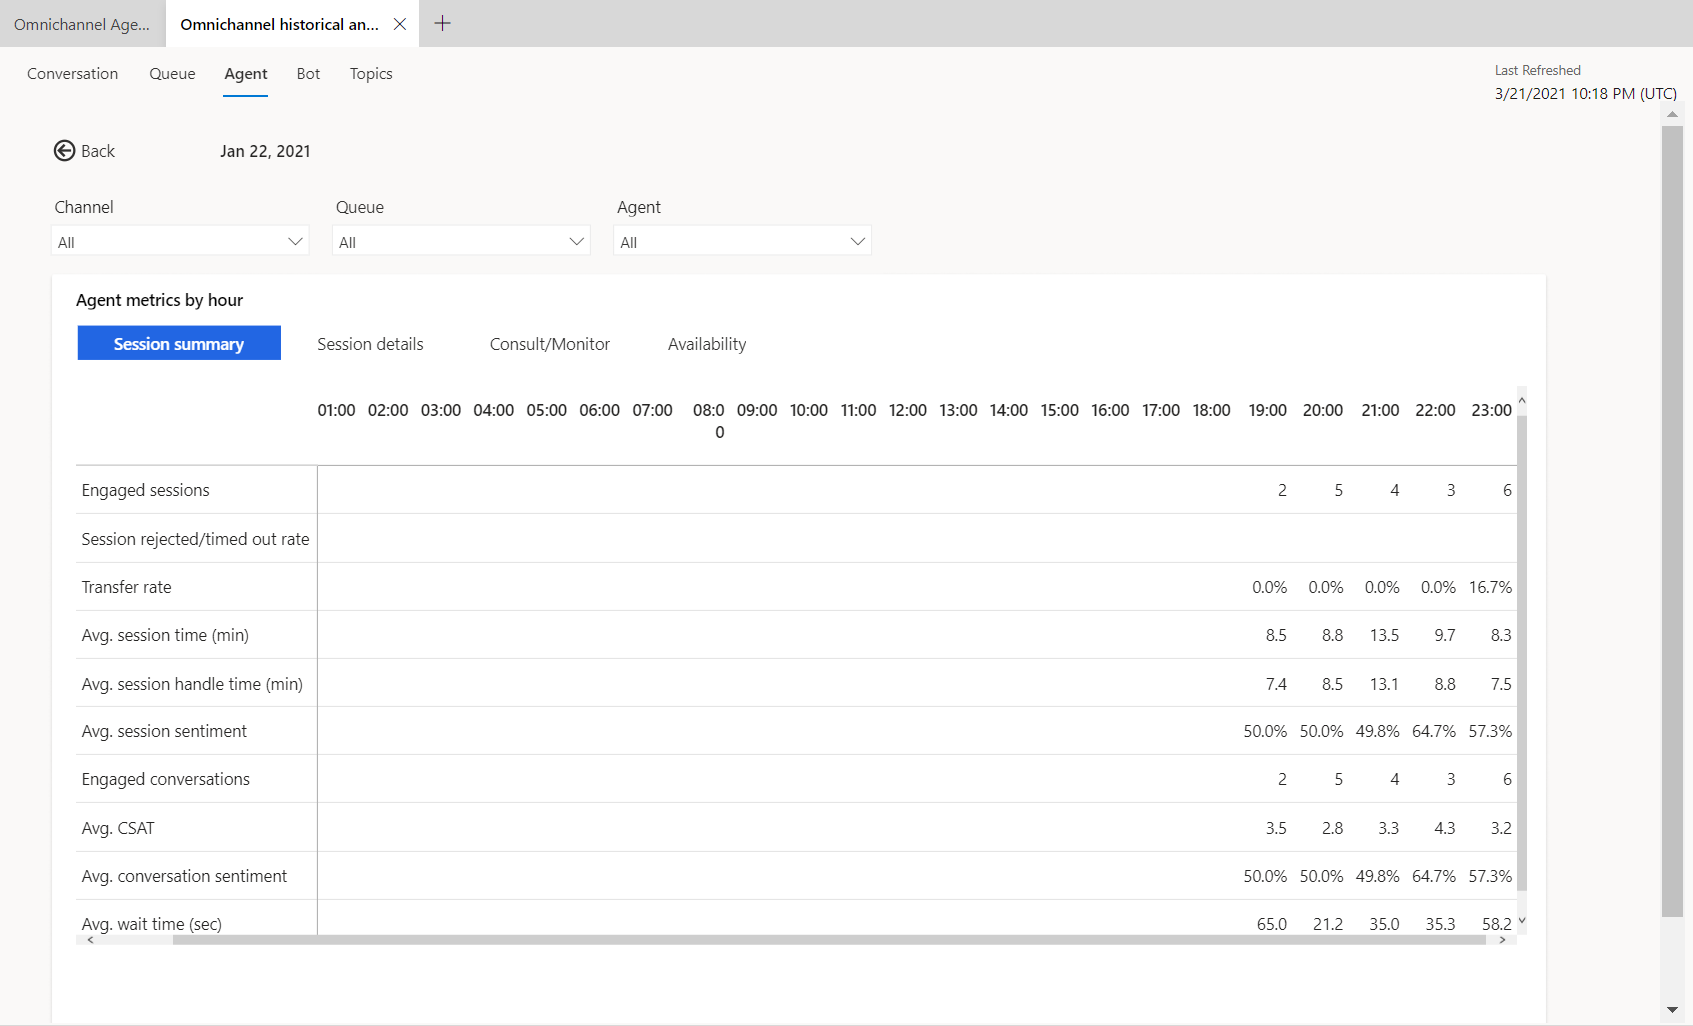 Omnichannel Age...
Omnichannel historical an...
Conversation Queue Agent Bot Topics
Last Refreshed
3/21/2021 10:18 PM (UTC)
Back
Jan 22, 2021
Channel Queue Agent
All All All
Agent metrics by hour
Session summary Session details Consult/Monitor Availability
01:00 02:00 03:00 04:00 05:00 06:00 07:00 08:0 09:00 10:00 11:00 12:00 13:00 14:00 15:00 16:00 17:00 18:00 19:00 20:00 21:00 22:00 23:00
0
Engaged sessions 2 5 4 3 6
Session rejected/timed out rate
Transfer rate 0.0% 0.0% 0.0% 0.0% 16.7%
Avg. session time (min) 8.5 8.8 13.5 9.7 8.3
Avg. session handle time (min) 7.4 8.5 13.1 8.8 7.5
Avg. session sentiment 50.0% 50.0% 49.8% 64.7% 57.3%
Engaged conversations 2 5 4 3 6
Avg. CSAT 3.5 2.8 3.3 4.3 3.2
Avg. conversation sentiment 50.0% 50.0% 49.8% 64.7% 57.3%
Avg. wait time (sec) 65.0 21.2 35.0 35.3 58.2